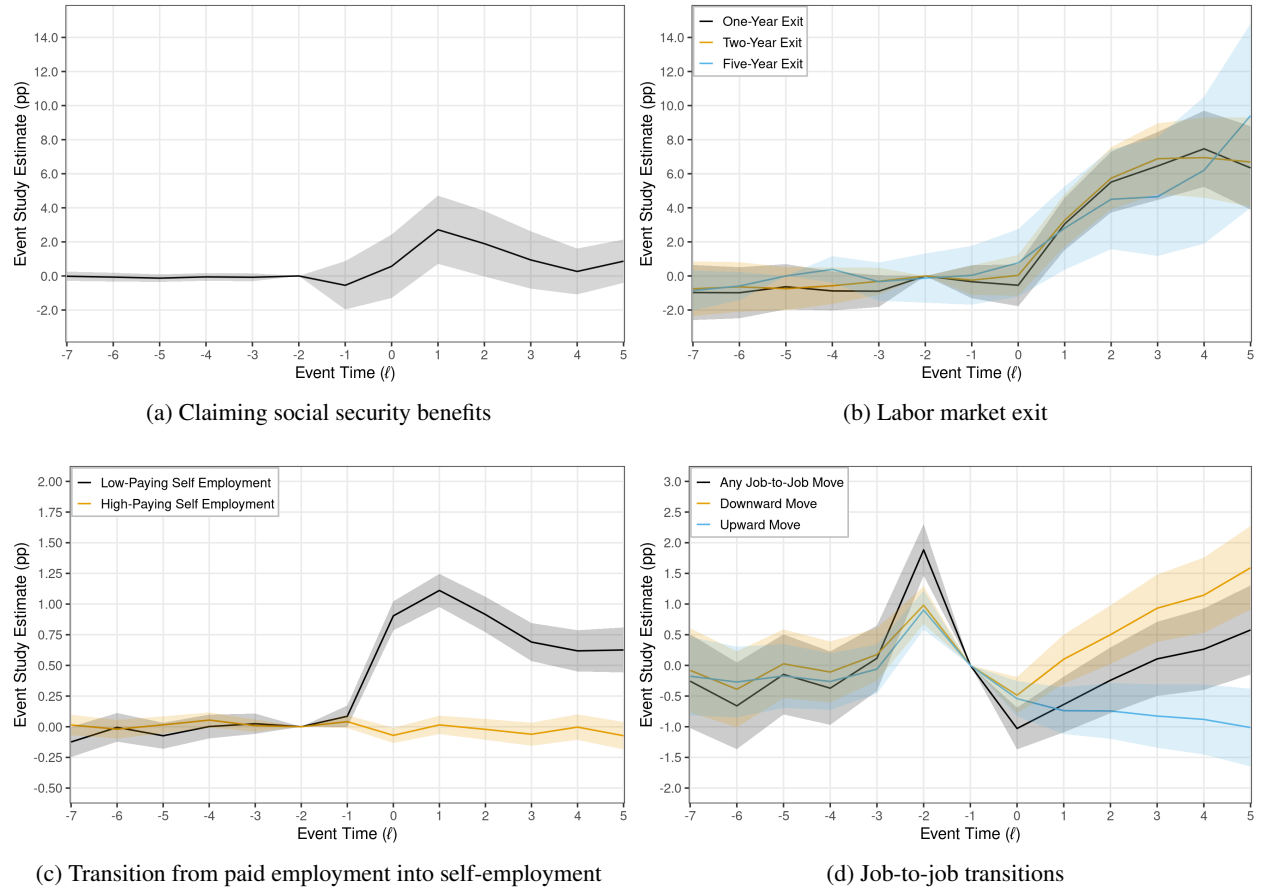 14.0
12.0
10.0
8.0
6.0
4.0
2.0
0.0
-2.0
Event Study Estimate (pp)
-7 -6 -5 -4 -3 -2 -1 0 1 2 3 4 5
Event Time (ℓ)
(a) Claiming social security benefits
One-Year Exit
Two-Year Exit
Five-Year Exit
14.0
12.0
10.0
8.0
6.0
4.0
2.0
0.0
-2.0
Event Study Estimate (pp)
-7 -6 -5 -4 -3 -2 -1 0 1 2 3 4 5
Event Time (ℓ)
(b) Labor market exit
Low-Paying Self Employment
High-Paying Self Employment
2.00
1.75
1.50
1.25
1.00
0.75
0.50
0.25
0.00
-0.25
-0.50
Event Study Estimate (pp)
-7 -6 -5 -4 -3 -2 -1 0 1 2 3 4 5
Event Time (ℓ)
(c) Transition from paid employment into self-employment
Any Job-to-Job Move
Downward Move
Upward Move
3.0
2.5
2.0
1.5
1.0
0.5
0.0
-0.5
-1.0
-1.5
-2.0
Event Study Estimate (pp)
-7 -6 -5 -4 -3 -2 -1 0 1 2 3 4 5
Event Time (ℓ)
(d) Job-to-job transitions